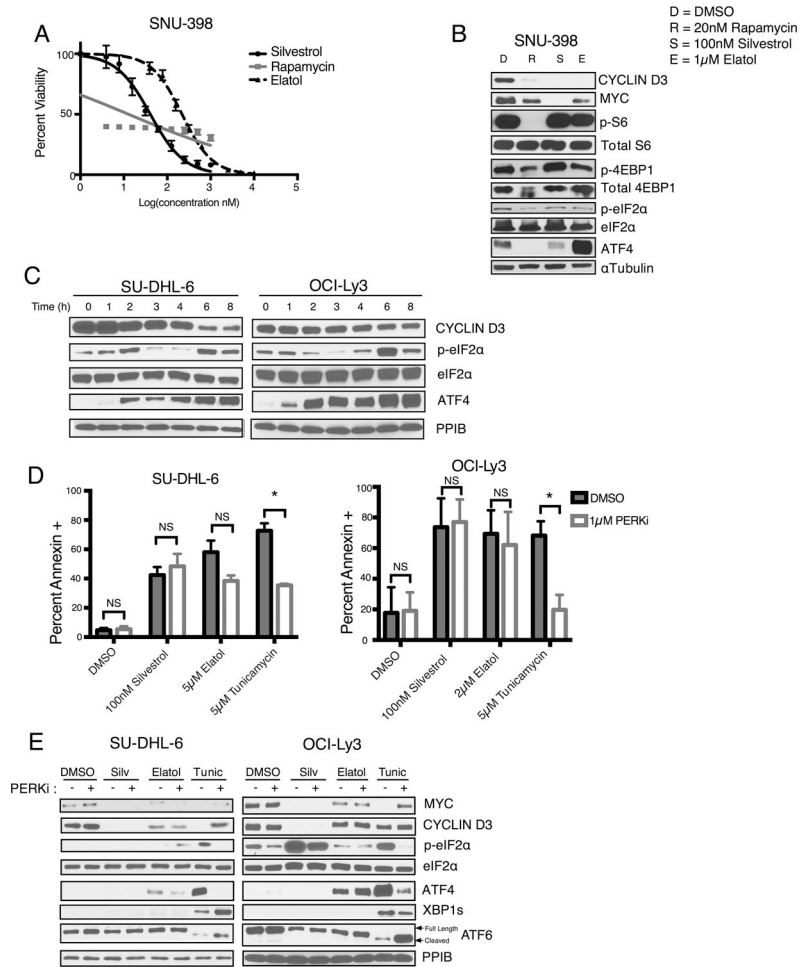 A
SNU-398
Percent Viability
100
50
0
0 1 2 3 4 5
Log(concentration nM)
Silvestrol
Rapamycin
Elatol
B
SNU-398
D R S E
D = DMSO
R = 20nM Rapamycin
S = 100nM Silvestrol
E = 1µM Elatol
CYCLIN D3
MYC
p-S6
Total S6
p-4EBP1
Total 4EBP1
p-eIF2α
eIF2α
ATF4
αTubulin
C
SU-DHL-6 OCI-Ly3
Time (h) 0 1 2 3 4 6 8 0 1 2 3 4 6 8
CYCLIN D3
p-eIF2α
eIF2α
ATF4
PPIB
D
SU-DHL-6
Percent Annexin +
100
80
60
40
20
0
NS NS NS *
DMSO
100nM Silvestrol
5µM Elatol
5µM Tunicamycin
OCI-Ly3
Percent Annexin +
100
80
60
40
20
0
NS NS NS *
DMSO
100nM Silvestrol
2µM Elatol
5µM Tunicamycin
DMSO
1µM PERKi
E
SU-DHL-6 OCI-Ly3
DMSO Silv Elatol Tunic DMSO Silv Elatol Tunic
PERKi : - + - + - + - + - + - + - + - +
MYC
CYCLIN D3
p-eIF2α
eIF2α
ATF4
XBP1s
Full Length
ATF6
Cleaved
PPIB